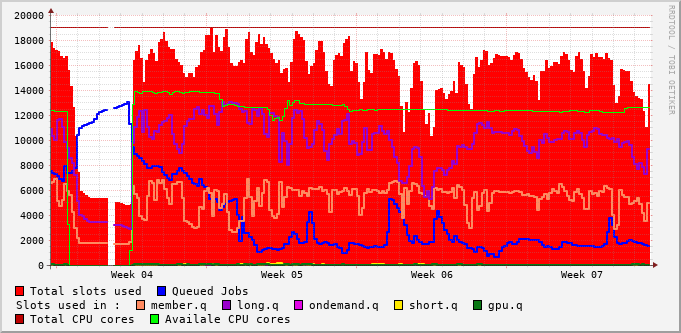 20000
18000
16000
14000
12000
10000
8000
6000
4000
2000
0
Week 04 Week 05 Week 06 Week 07
RRDTOOL / TOBI OETIKER
Total slots used Queued Jobs
Slots used in : member.q long.q ondemand.q short.q gpu.q
Total CPU cores Availale CPU cores